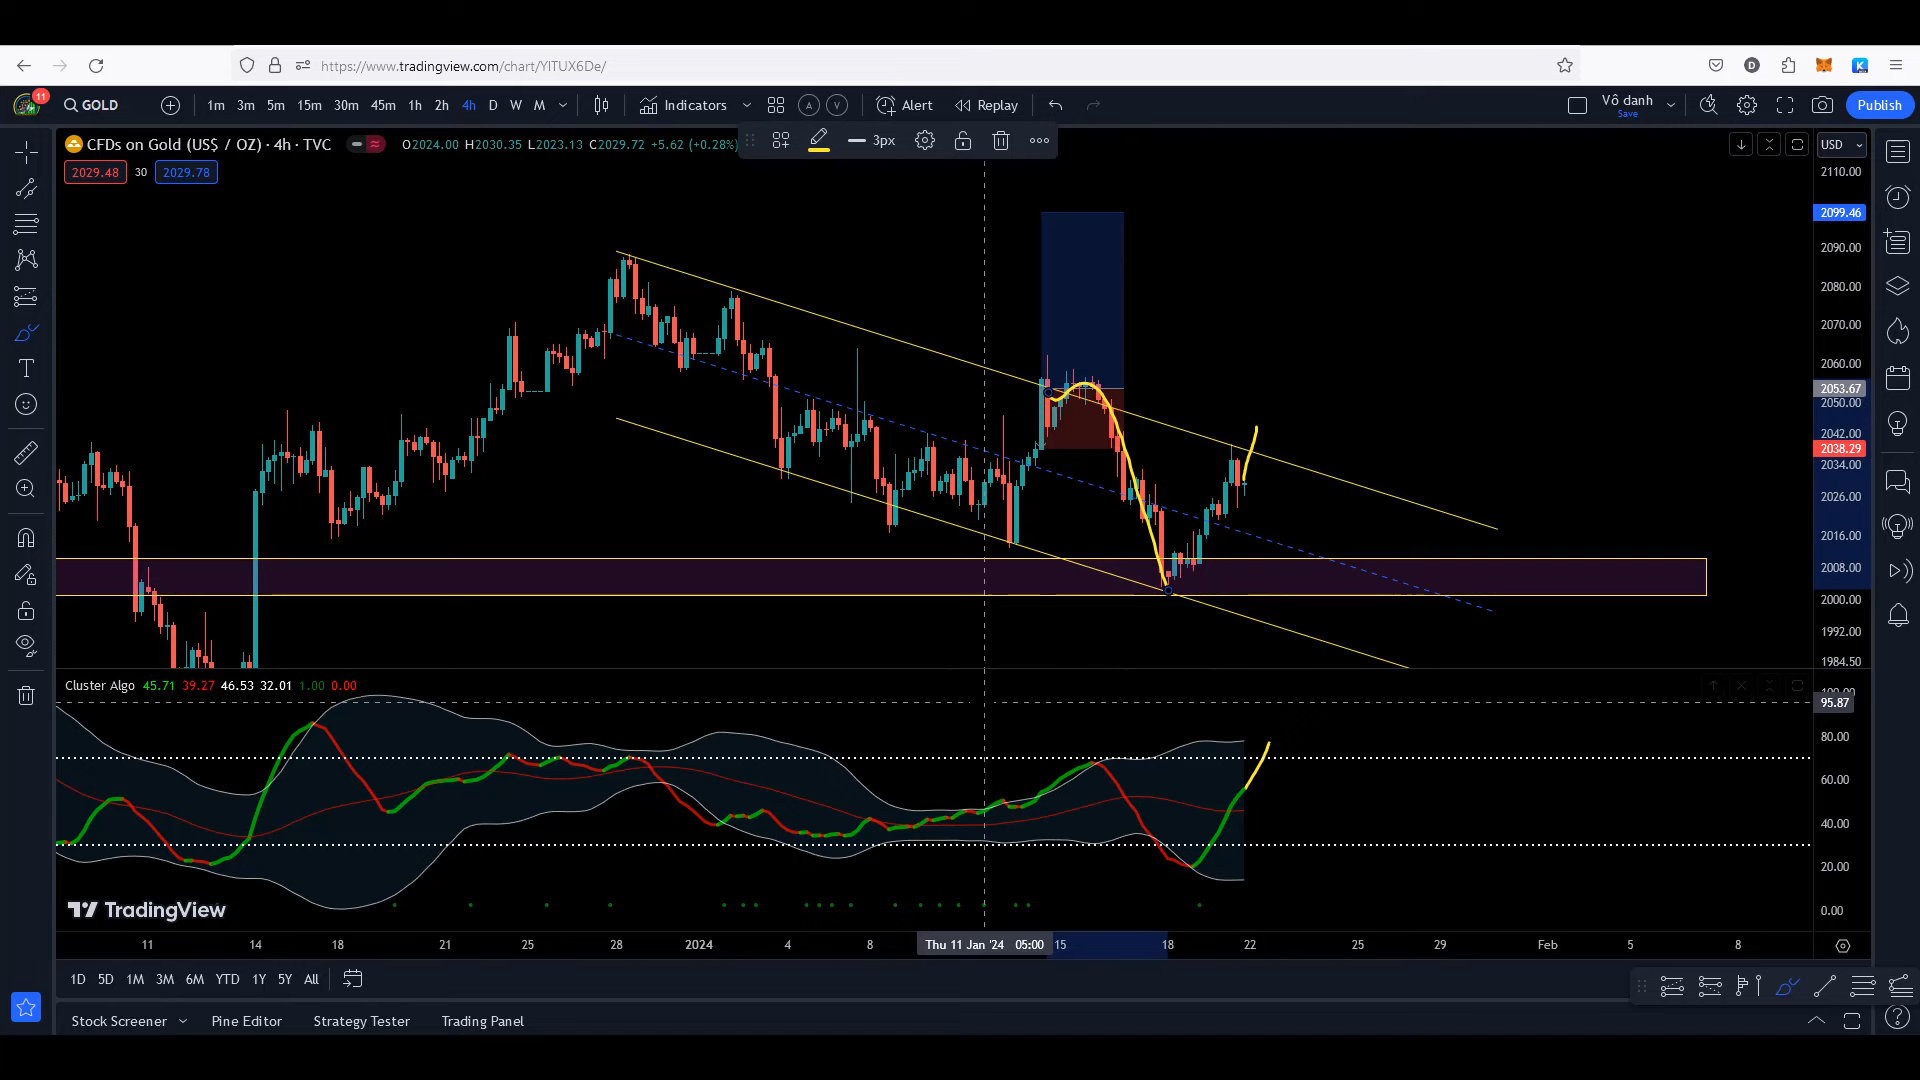 https://www.tradingview.com/chart/YlTUX6De/
11
GOLD
1m 3m 5m 15m 30m 45m 1h 2h 4h D W M
Indicators
A V
Alert
Replay
Vô danh
Save
Publish
CFDs on Gold (US$ / OZ) · 4h · TVC
O2024.00 H2030.35 L2023.13 C2029.72 +5.62 (+0.28%)
3px
USD
2029.48 30 2029.78
2110.00
2099.46
2090.00
2080.00
2070.00
2060.00
2053.67
2050.00
2042.00
2038.29
2034.00
2026.00
2016.00
2008.00
2000.00
1992.00
1984.50
Cluster Algo 45.71 39.27 46.53 32.01 1.00 0.00
100.00
95.87
80.00
60.00
40.00
20.00
0.00
TradingView
11 14 18 21 25 28 2024 4 8 Thu 11 Jan '24 05:00 15 18 22 25 29 Feb 5 8
1D 5D 1M 3M 6M YTD 1Y 5Y All
Stock Screener Pine Editor Strategy Tester Trading Panel